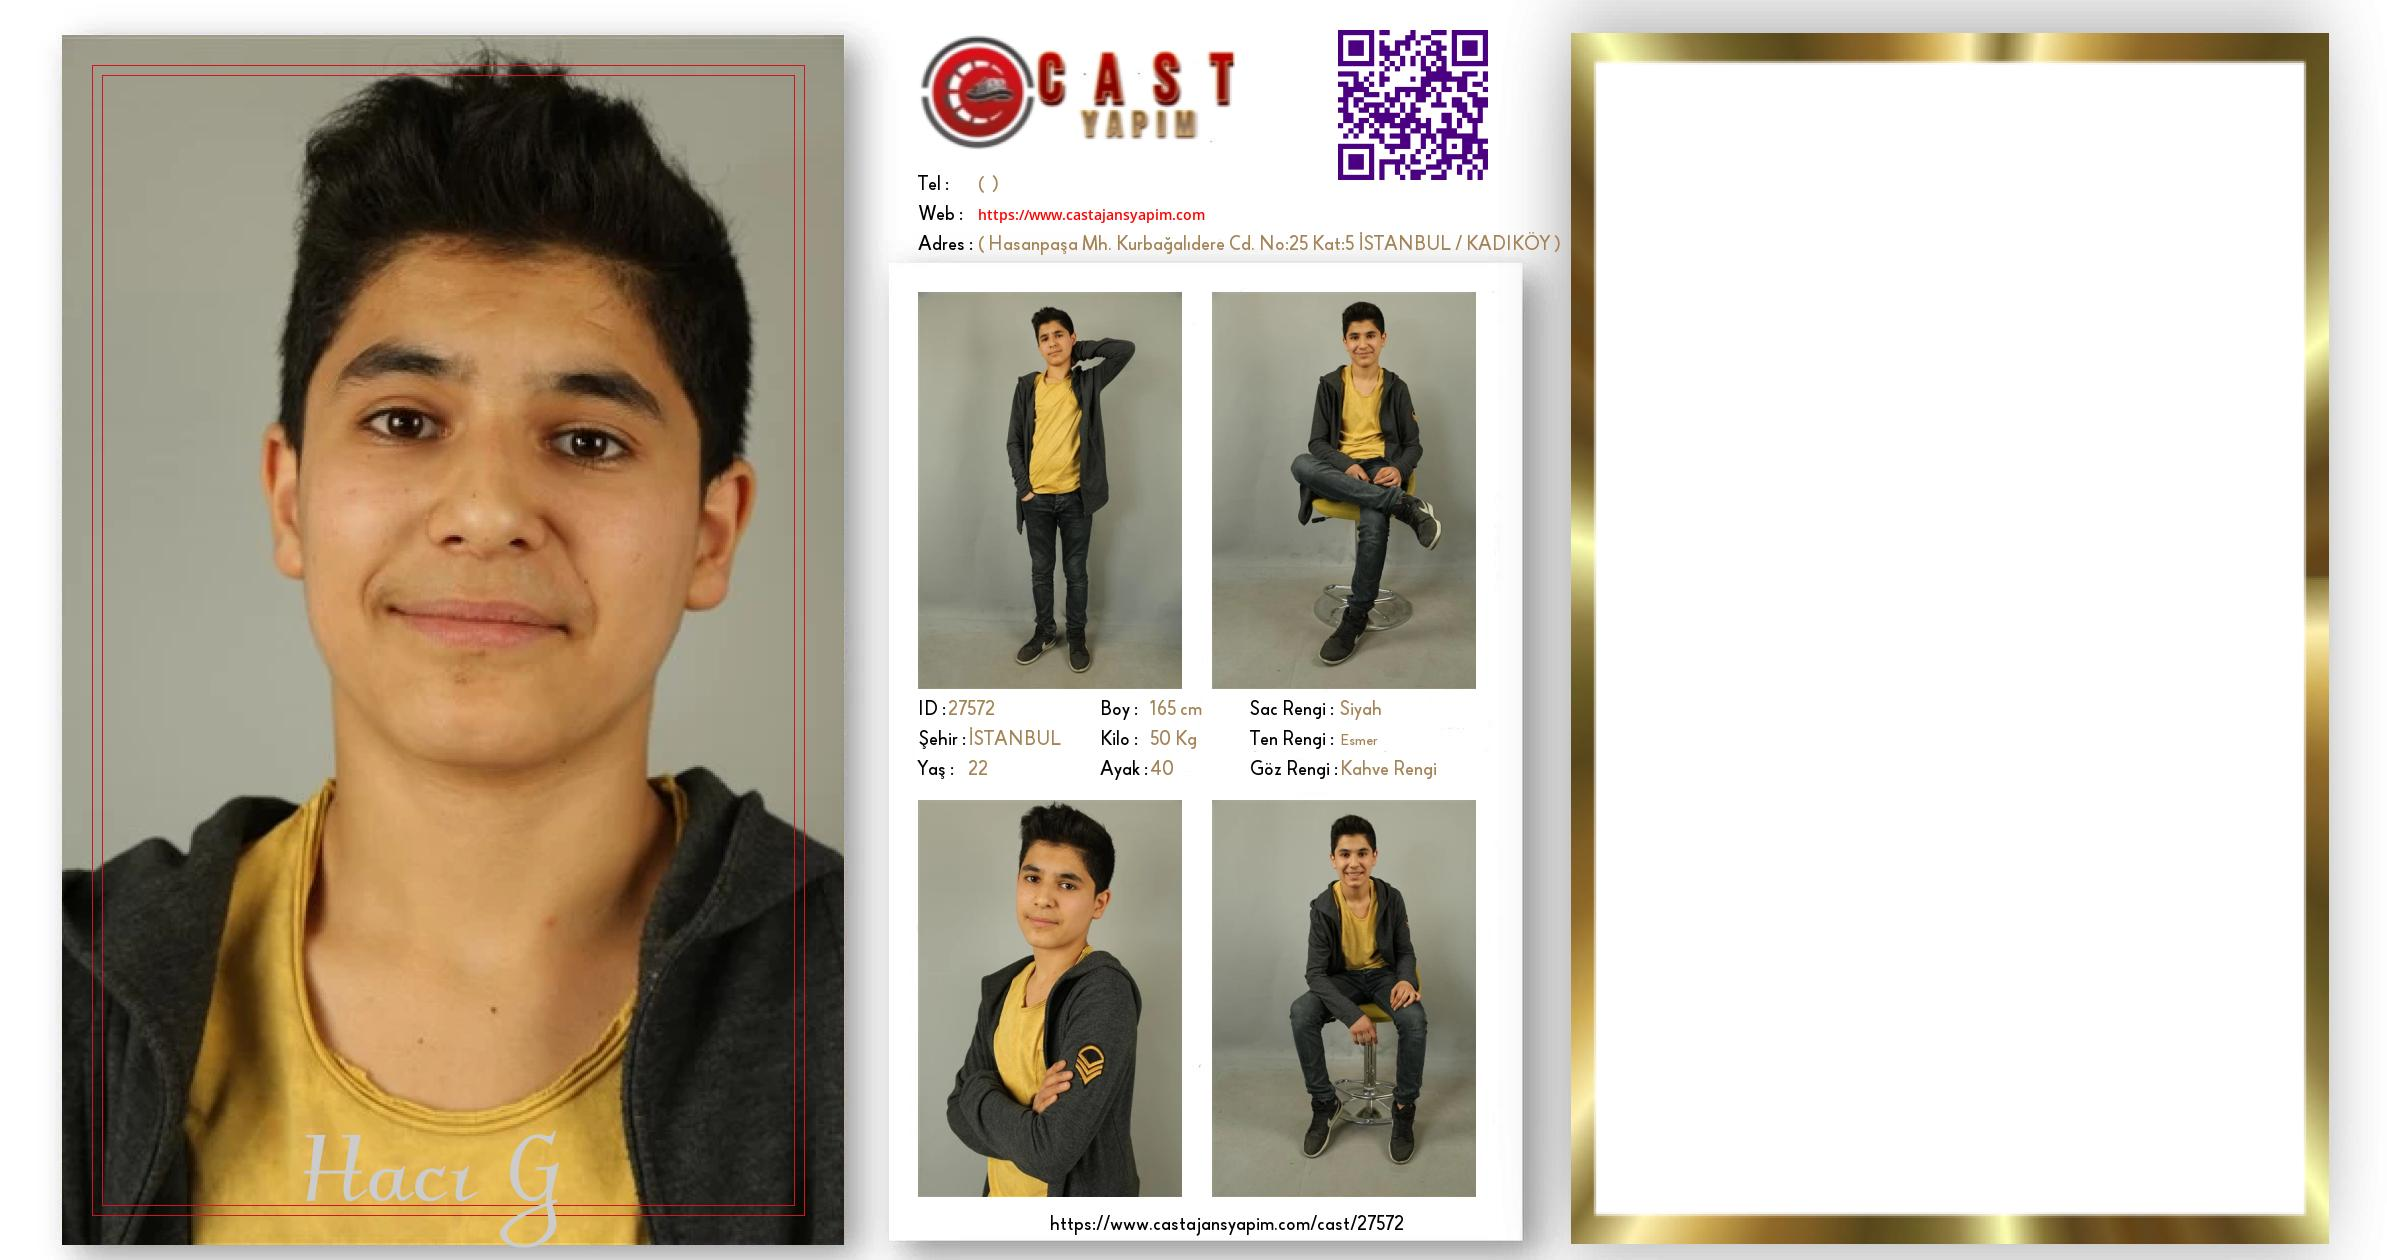 Hacı G
CAST
YAPIM
Tel : ( )
Web : https://www.castajansyapim.com
Adres : ( Hasanpaşa Mh. Kurbağalıdere Cd. No:25 Kat:5 İSTANBUL / KADIKÖY )
ID : 27572 Boy : 165 cm Sac Rengi : Siyah
Şehir : İSTANBUL Kilo : 50 Kg Ten Rengi : Esmer
Yaş : 22 Ayak : 40 Göz Rengi : Kahve Rengi
https://www.castajansyapim.com/cast/27572